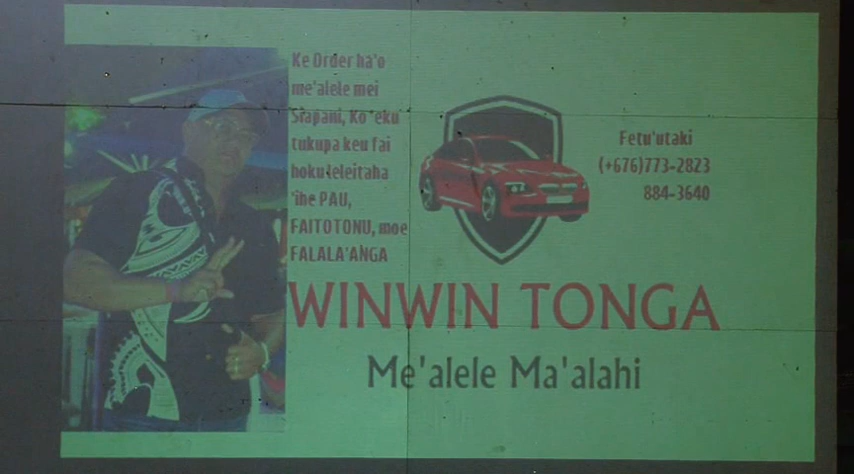 Ke Order ha'o
me'alele mei
Siapani, Ko 'eku
tukupa keu fai
hoku leleitaha
'ihe PAU,
FAITOTONU, moe
FALALA'ANGA
Fetu'utaki
(+676)773-2823
884-3640
WINWIN TONGA
Me'alele Ma'alahi